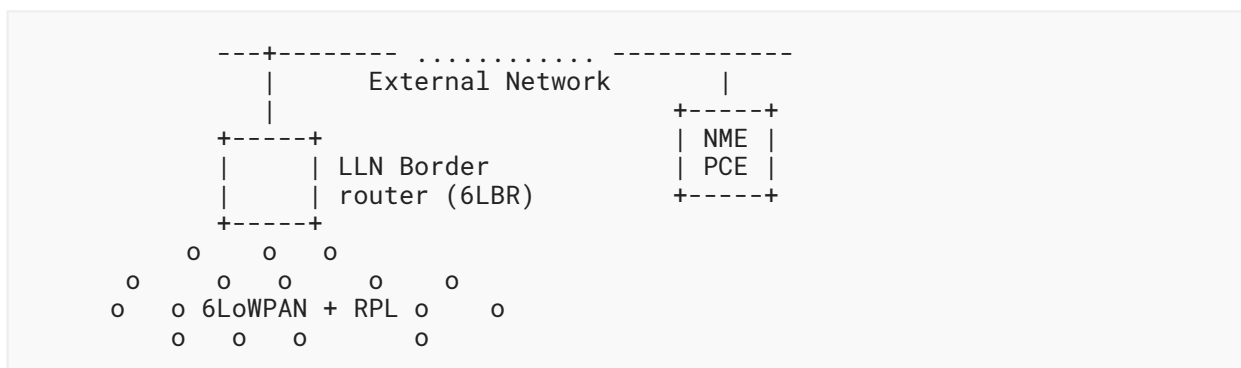 ---+-------- ............ ------------
|      External Network       |
|                          +-----+
+-----+                       | NME |
|     | LLN Border            | PCE |
|     | router (6LBR)         +-----+
+-----+
o    o   o
o     o   o     o    o
o   o 6LoWPAN + RPL o    o
o   o   o       o